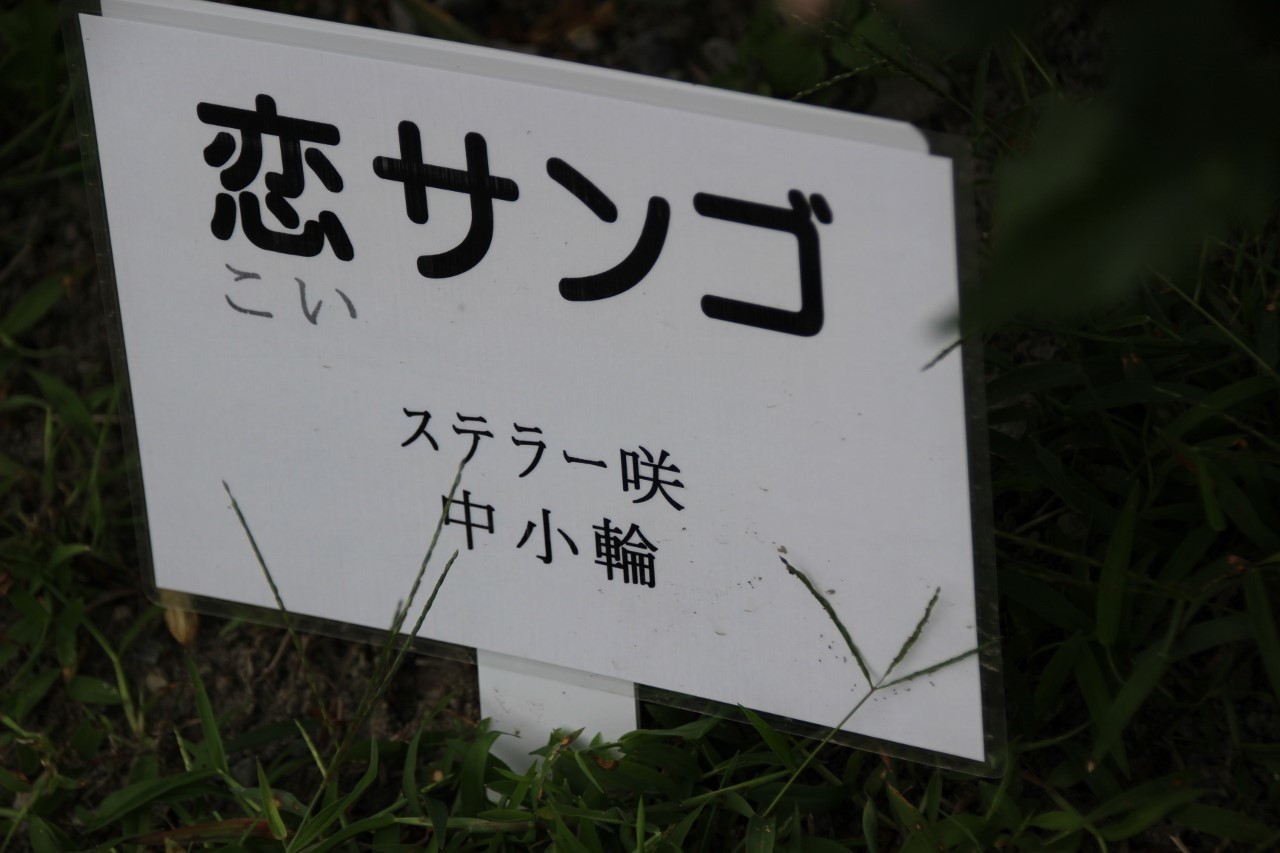 恋サンゴ
こい
ステラー咲
中小輪